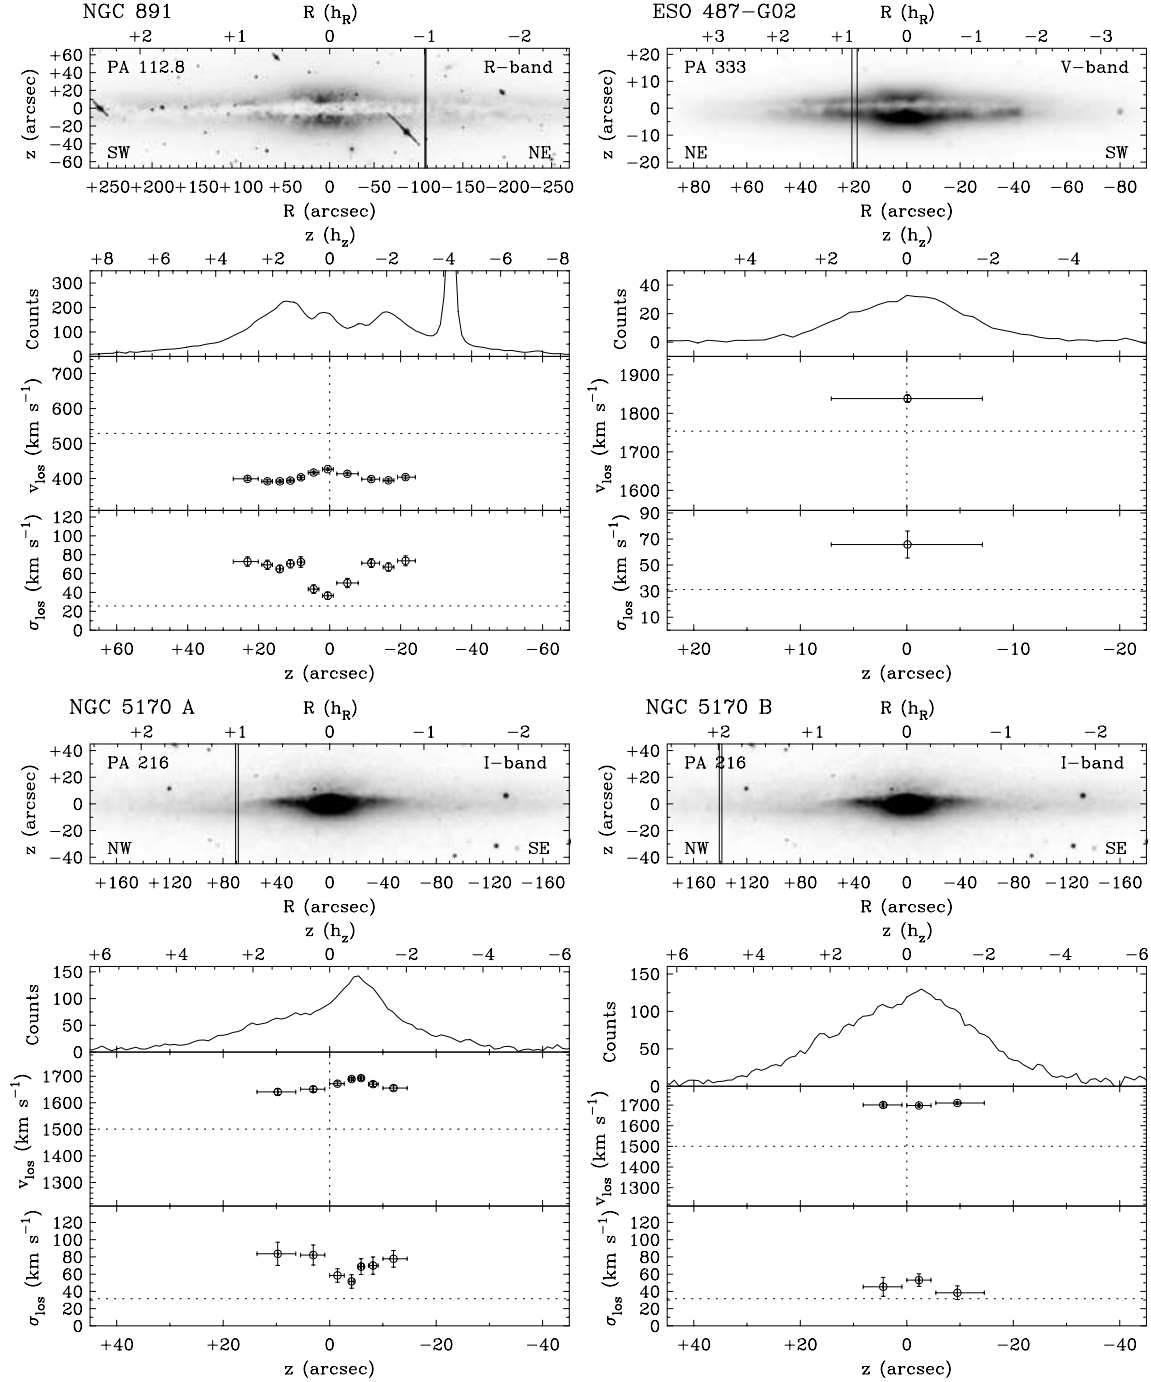 NGC 891
R (h_R)
+2 +1 0 −1 −2
+60
+40
+20
0
−20
−40
−60
z (arcsec)
PA 112.8
R−band
SW
NE
+250 +200 +150 +100 +50 0 −50 −100 −150 −200 −250
R (arcsec)
z (h_z)
+8 +6 +4 +2 0 −2 −4 −6 −8
300
200
100
0
Counts
700
600
500
400
v_los (km s^−1)
120
100
80
60
40
20
0
σ_los (km s^−1)
+60 +40 +20 0 −20 −40 −60
z (arcsec)
ESO 487−G02
R (h_R)
+3 +2 +1 0 −1 −2 −3
+20
+10
0
−10
−20
z (arcsec)
PA 333
V−band
NE
SW
+80 +60 +40 +20 0 −20 −40 −60 −80
R (arcsec)
z (h_z)
+4 +2 0 −2 −4
40
20
0
Counts
1900
1800
1700
1600
v_los (km s^−1)
90
70
50
30
10
σ_los (km s^−1)
+20 +10 0 −10 −20
z (arcsec)
NGC 5170 A
R (h_R)
+2 +1 0 −1 −2
+40
+20
0
−20
−40
z (arcsec)
PA 216
I−band
NW
SE
+160 +120 +80 +40 0 −40 −80 −120 −160
R (arcsec)
z (h_z)
+6 +4 +2 0 −2 −4 −6
150
100
50
0
Counts
1700
1600
1500
1400
1300
v_los (km s^−1)
120
100
80
60
40
20
0
σ_los (km s^−1)
+40 +20 0 −20 −40
z (arcsec)
NGC 5170 B
R (h_R)
+2 +1 0 −1 −2
+40
+20
0
−20
−40
z (arcsec)
PA 216
I−band
NW
SE
+160 +120 +80 +40 0 −40 −80 −120 −160
R (arcsec)
z (h_z)
+6 +4 +2 0 −2 −4 −6
150
100
50
0
Counts
1700
1600
1500
1400
1300
v_los (km s^−1)
120
100
80
60
40
20
0
σ_los (km s^−1)
+40 +20 0 −20 −40
z (arcsec)